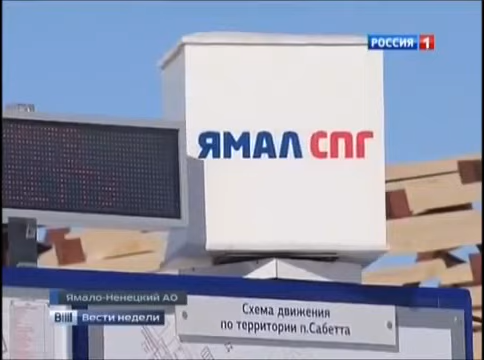 РОССИЯ 1
ЯМАЛ СПГ
Ямало-Ненецкий АО
Вести недели
Схема движения
по территории п.Сабетта